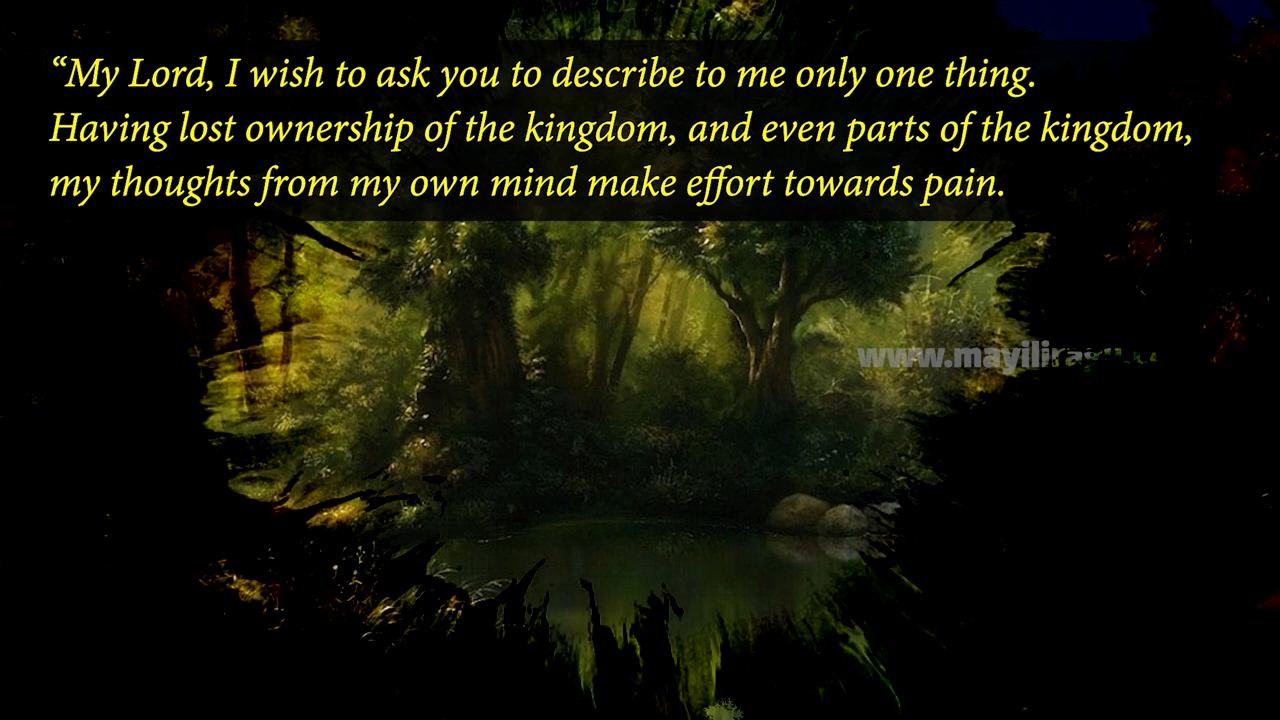 “My Lord, I wish to ask you to describe to me only one thing.
Having lost ownership of the kingdom, and even parts of the kingdom,
my thoughts from my own mind make effort towards pain.